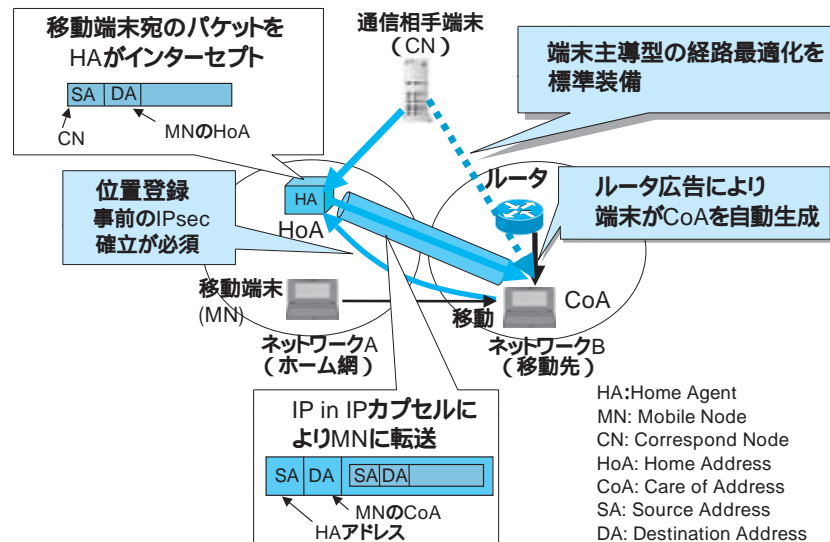 移動端末宛のパケットを
HAがインターセプト
SA DA
CN
MNのHoA
通信相手端末
(CN)
端末主導型の経路最適化を
標準装備
位置登録
事前のIPsec
確立が必須
HA
HoA
ルータ
ルータ広告により
端末がCoAを自動生成
移動端末
(MN)
移動
CoA
ネットワークA
(ホーム網)
ネットワークB
(移動先)
IP in IPカプセルに
よりMNに転送
SA DA SA DA
MNのCoA
HAアドレス
HA:Home Agent
MN: Mobile Node
CN: Correspond Node
HoA: Home Address
CoA: Care of Address
SA: Source Address
DA: Destination Address